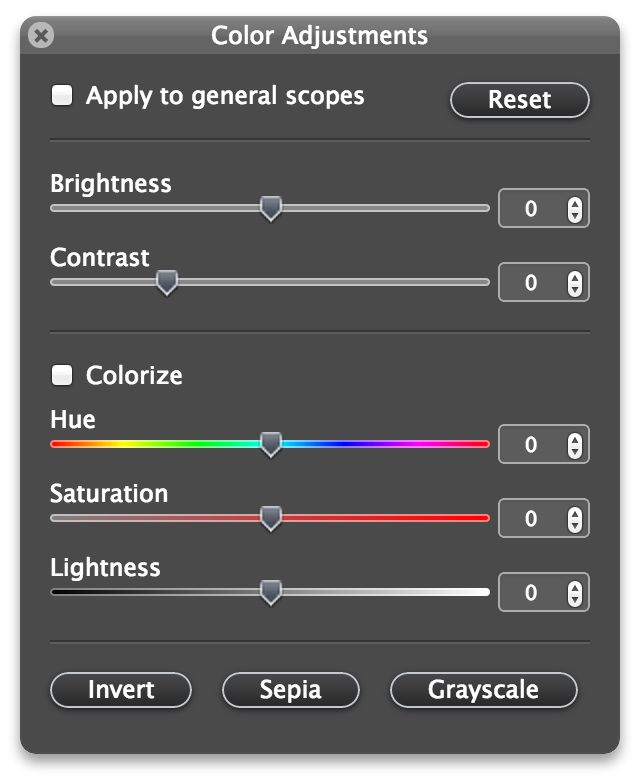 Color Adjustments
Apply to general scopes
Reset
Brightness
0
Contrast
0
Colorize
Hue
0
Saturation
0
Lightness
0
Invert
Sepia
Grayscale